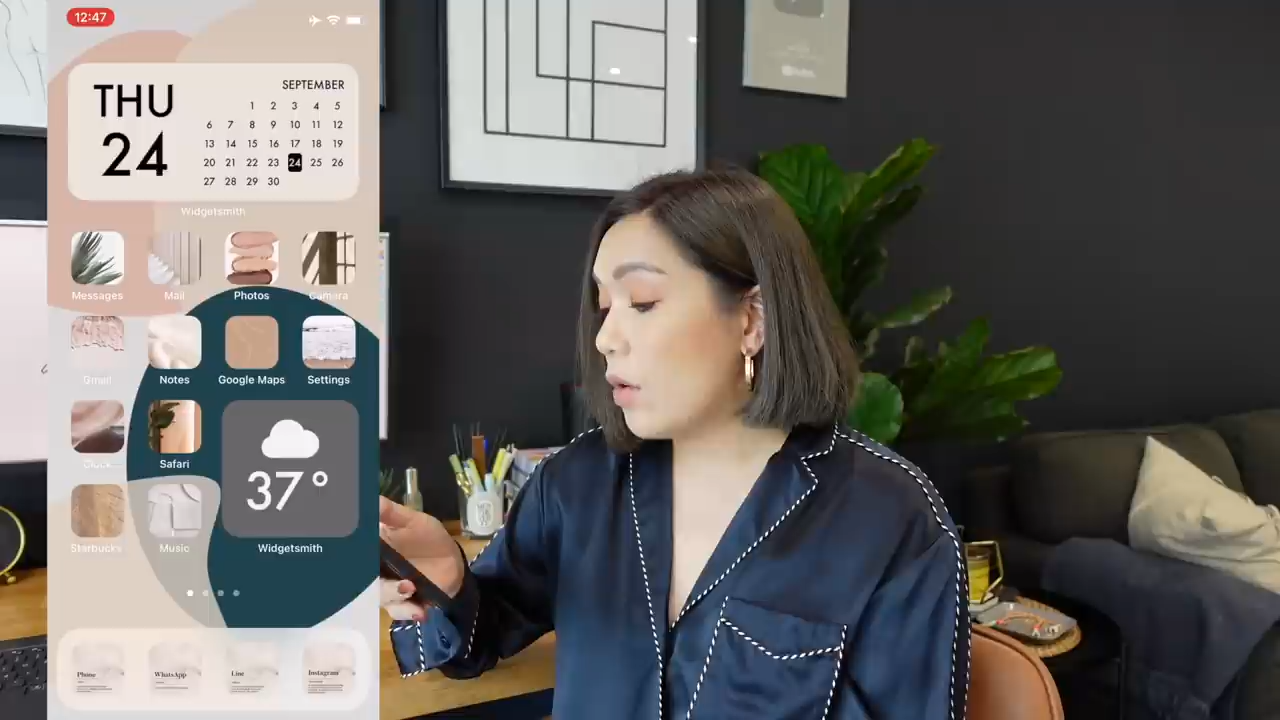 12:47
THU
24
SEPTEMBER
1 2 3 4 5
6 7 8 9 10 11 12
13 14 15 16 17 18 19
20 21 22 23 24 25 26
27 28 29 30
Widgetsmith
Messages Mail Photos Camera
Gmail Notes Google Maps Settings
Clock Safari
37°
Starbucks Music Widgetsmith
Phone WhatsApp Line Instagram